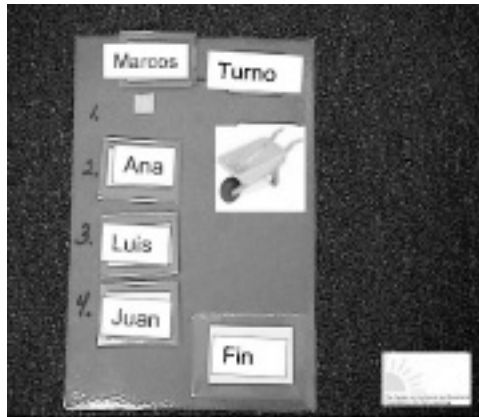 Marcos
Turno
1.
2. Ana
3. Luis
4. Juan
Fin